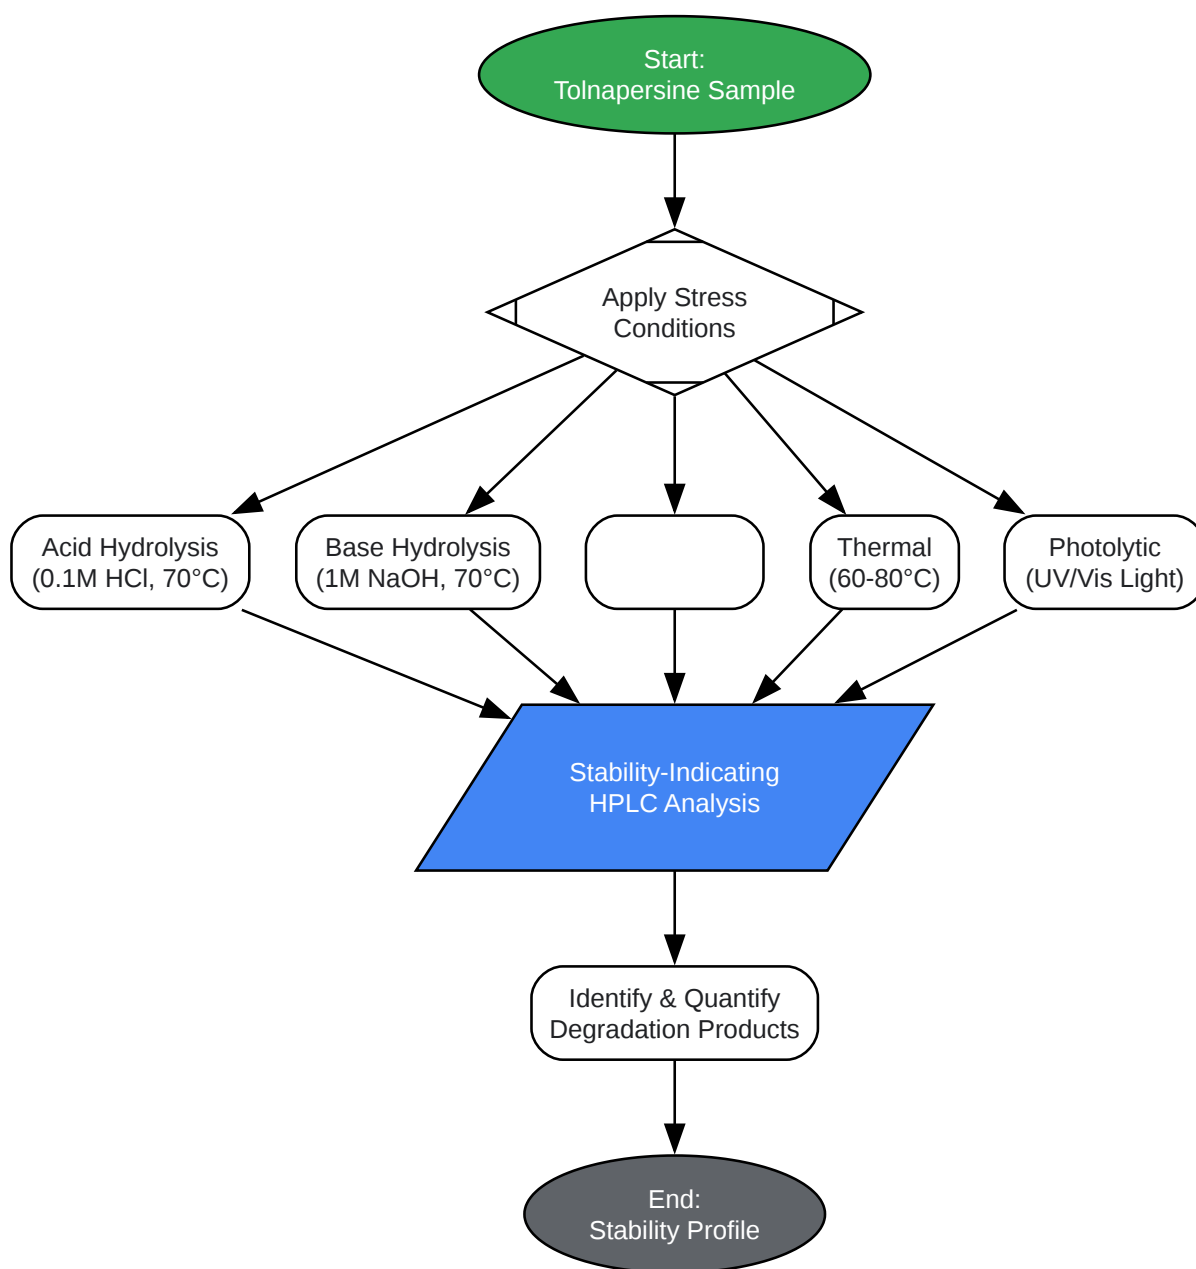 Start:
Tolnapersine Sample
Apply Stress
Conditions
Acid Hydrolysis
(0.1M HCl, 70°C)
Base Hydrolysis
(1M NaOH, 70°C)
Thermal
(60-80°C)
Photolytic
(UV/Vis Light)
Stability-Indicating
HPLC Analysis
Identify & Quantify
Degradation Products
End:
Stability Profile